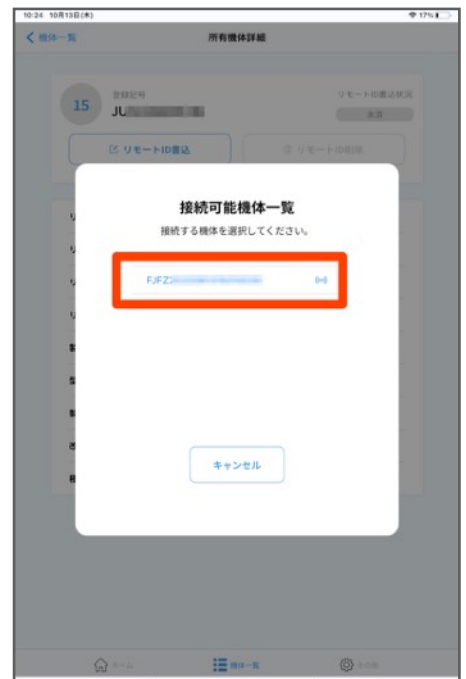 10:24 10月13日(木)
17%
機体一覧
所有機体詳細
15
登録記号
JU
リモートID書込状況
リモートID書込
リモートID削除
接続可能機体一覧
接続する機体を選択してください。
FJFZ
キャンセル
ホーム
機体一覧
その他